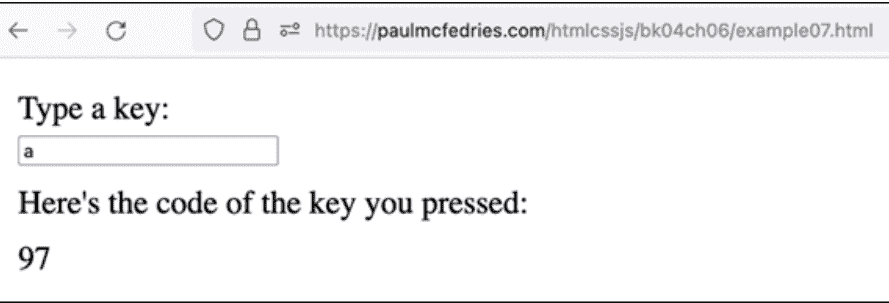 https://paulmcfedries.com/htmlcssjs/bk04ch06/example07.html
Type a key:
a
Here's the code of the key you pressed:
97